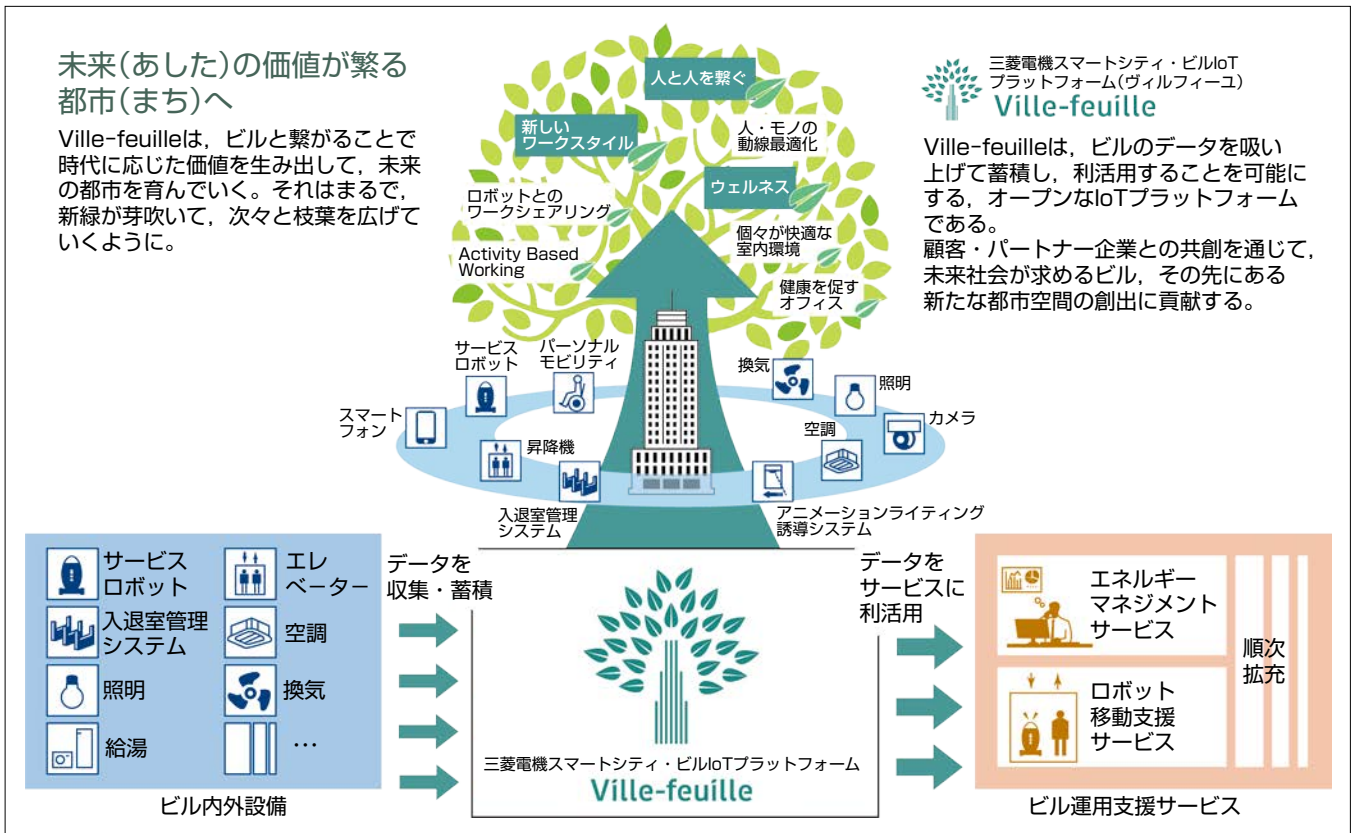 未来(あした)の価値が繁る
都市(まち)へ
Ville-feuilleは，ビルと繋がることで
時代に応じた価値を生み出して，未来
の都市を育んでいく。それはまるで，
新緑が芽吹いて，次々と枝葉を広げて
いくように。
三菱電機スマートシティ・ビルIoT
プラットフォーム(ヴィルフィーユ)
Ville-feuille
Ville-feuilleは，ビルのデータを吸い
上げて蓄積し，利活用することを可能に
する，オープンなIoTプラットフォーム
である。
顧客・パートナー企業との共創を通じて，
未来社会が求めるビル，その先にある
新たな都市空間の創出に貢献する。
人と人を繋ぐ
新しい
ワークスタイル
人・モノの
動線最適化
ウェルネス
ロボットとの
ワークシェアリング
個々が快適な
室内環境
Activity Based
Working
健康を促す
オフィス
サービス
ロボット
パーソナル
モビリティ
換気
照明
スマート
フォン
カメラ
昇降機
空調
入退室管理
システム
アニメーションライティング
誘導システム
サービス
ロボット
エレ
ベーター
入退室管理
システム
空調
照明
換気
給湯
…
ビル内外設備
データを
収集・蓄積
三菱電機スマートシティ・ビルIoTプラットフォーム
Ville-feuille
データを
サービスに
利活用
エネルギー
マネジメント
サービス
ロボット
移動支援
サービス
順次
拡充
ビル運用支援サービス